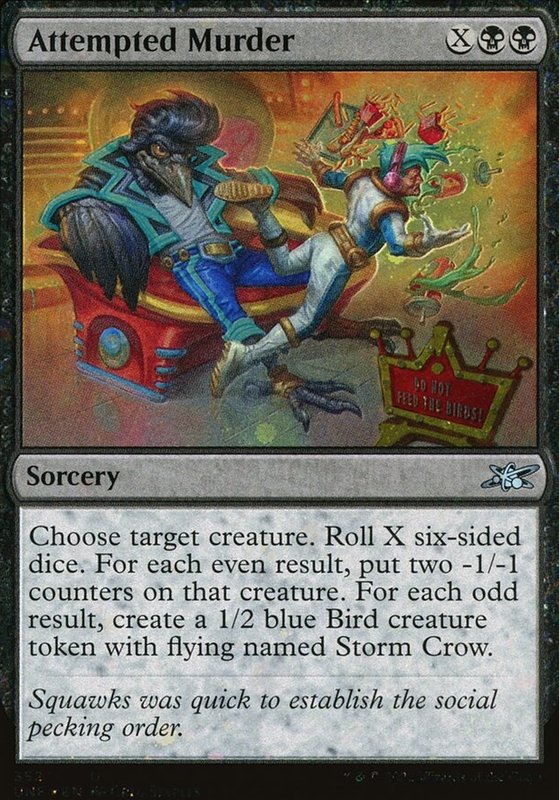 Attempted Murder
X
DO NOT
FEED THE BIRDS!
Sorcery
Choose target creature. Roll X six-sided
dice. For each even result, put two -1/-1
counters on that creature. For each odd
result, create a 1/2 blue Bird creature
token with flying named Storm Crow.
Squawks was quick to establish the social
pecking order.